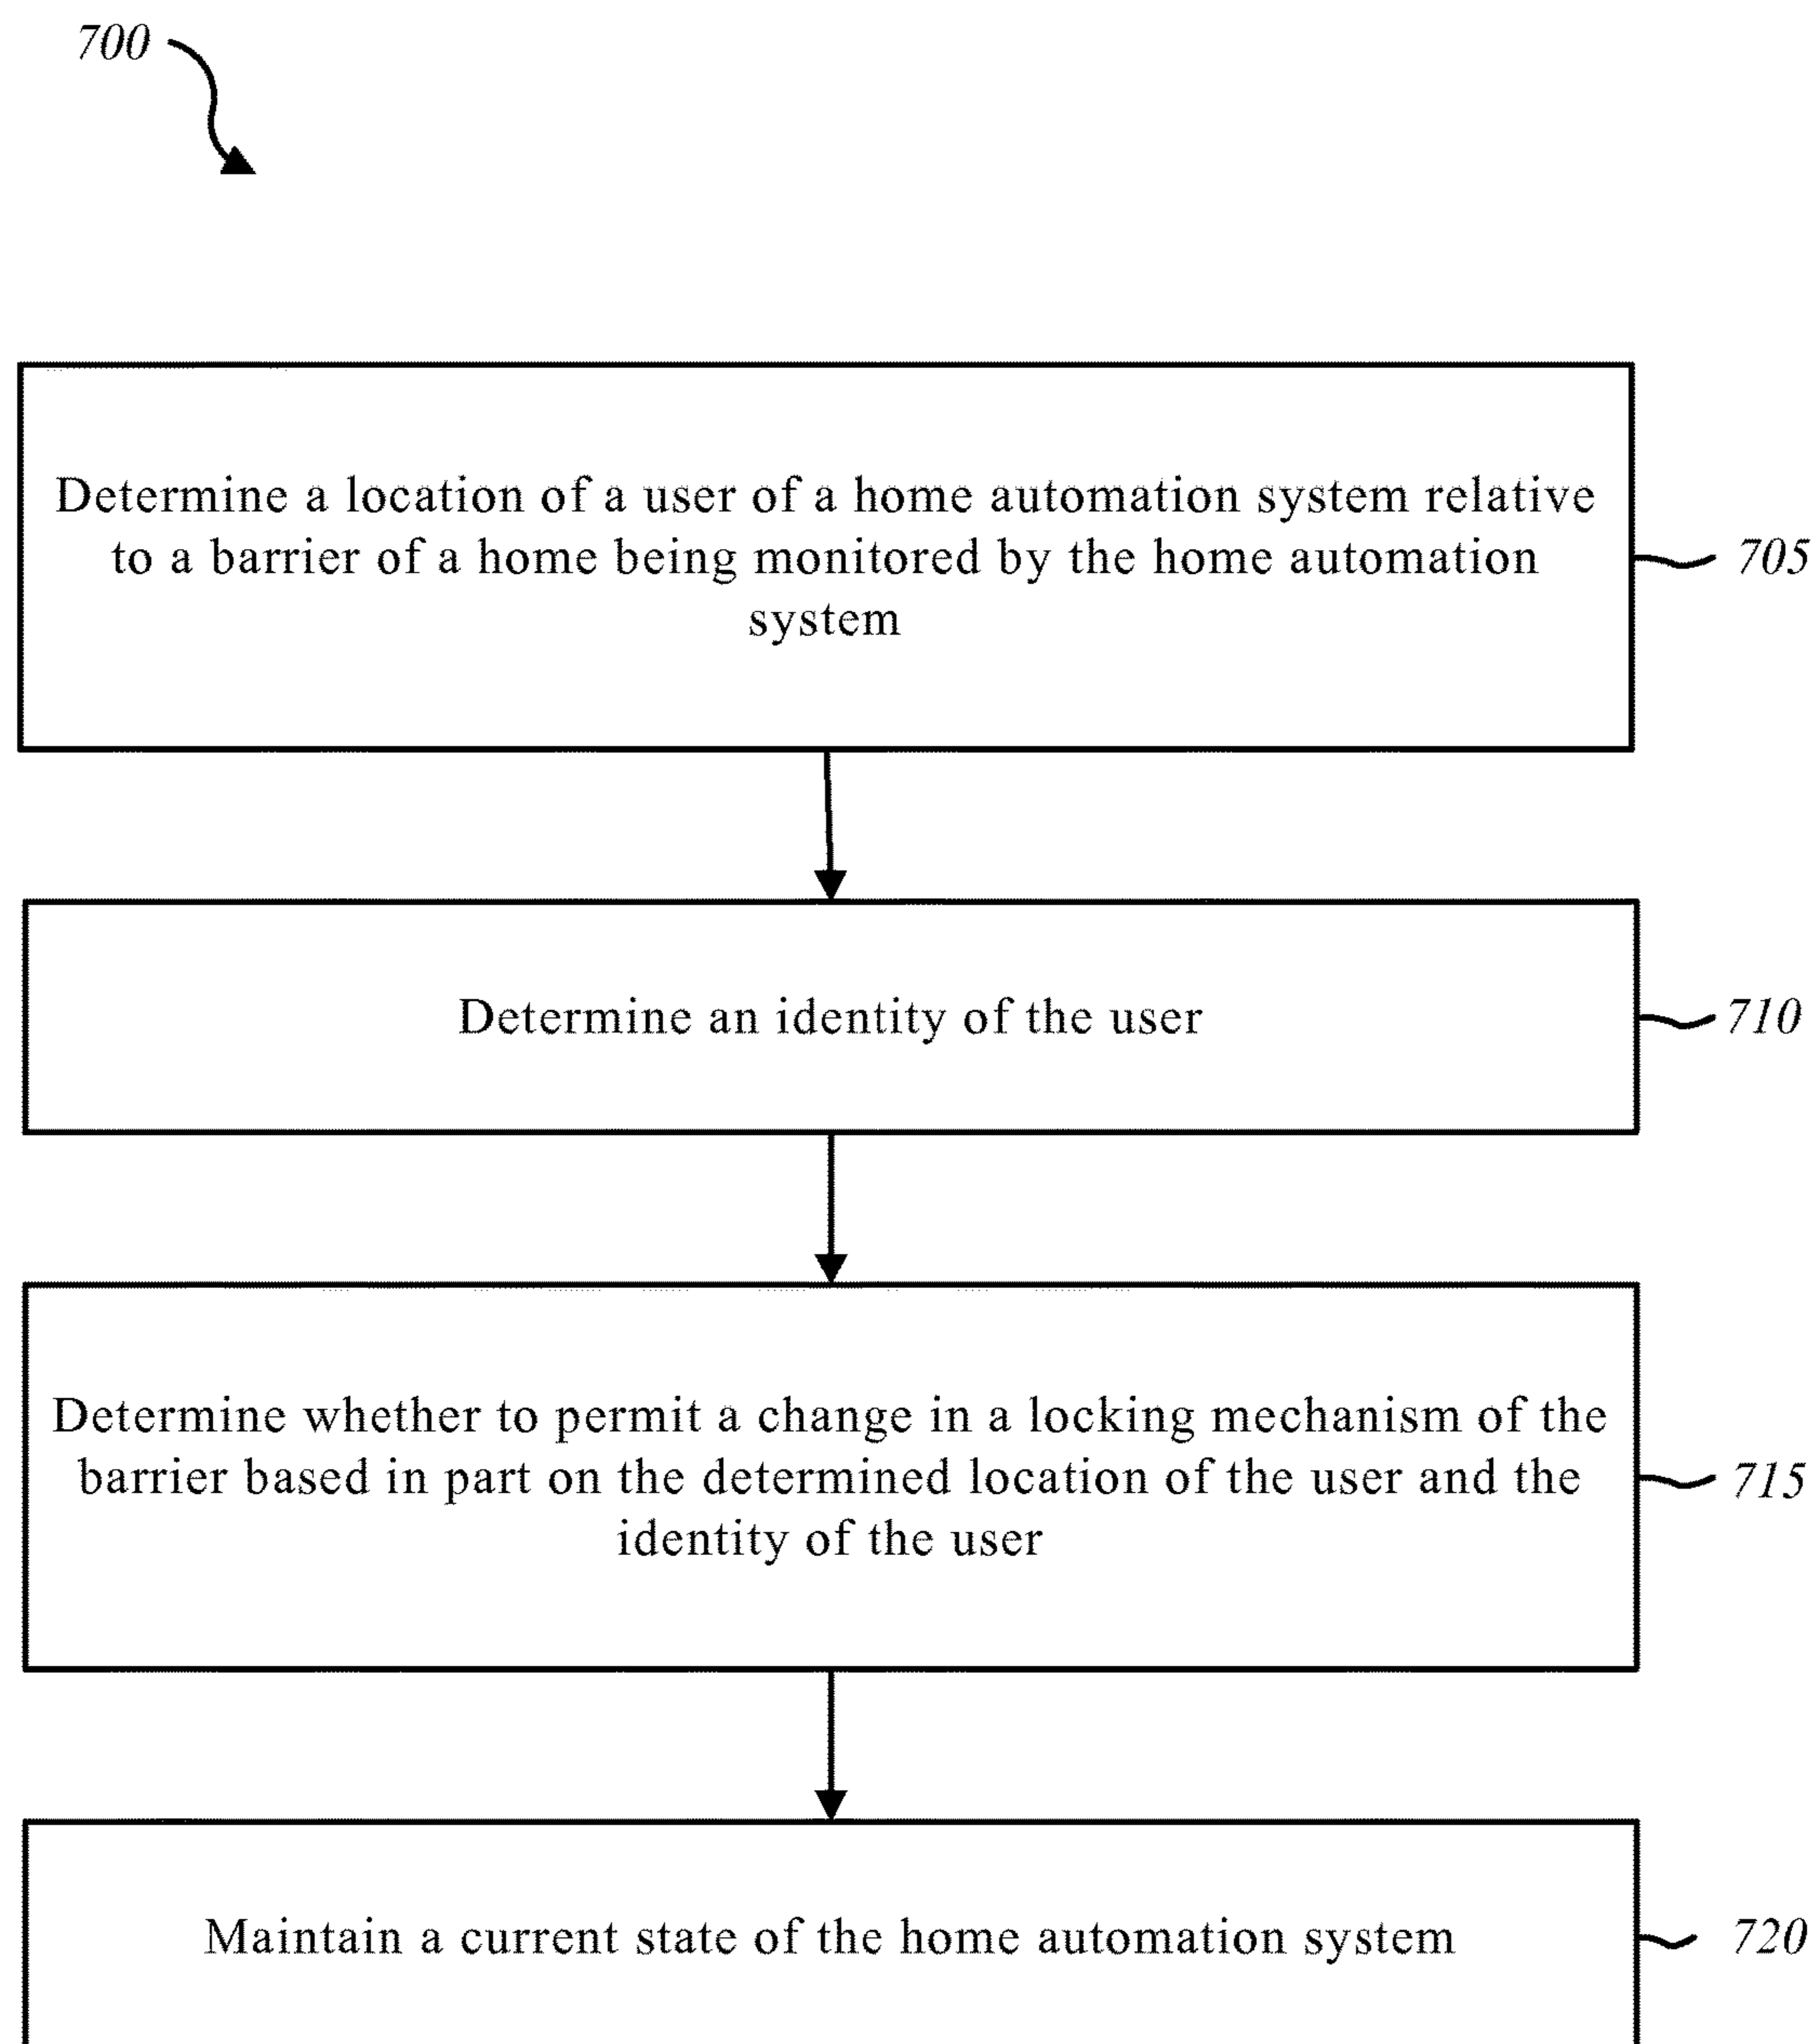 700
Determine a location of a user of a home automation system relative
to a barrier of a home being monitored by the home automation
system
705
Determine an identity of the user
710
Determine whether to permit a change in a locking mechanism of the
barrier based in part on the determined location of the user and the
identity of the user
715
Maintain a current state of the home automation system
720